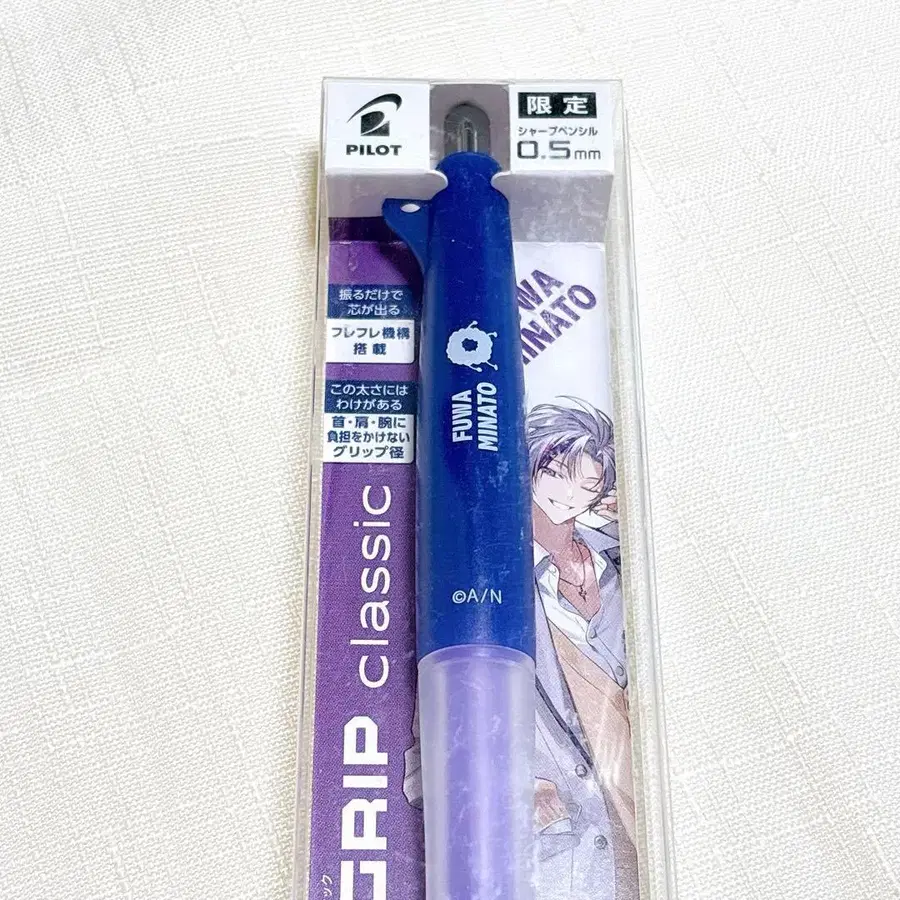 PILOT
限定
シャープペンシル
0.5mm
振るだけで
芯が出る
フレフレ機構
搭載
この太さには
わけがある
首・肩・腕に
負担をかけない
グリップ径
GRIP classic
ック
FUWA
MINATO
©A/N
WA
INATO